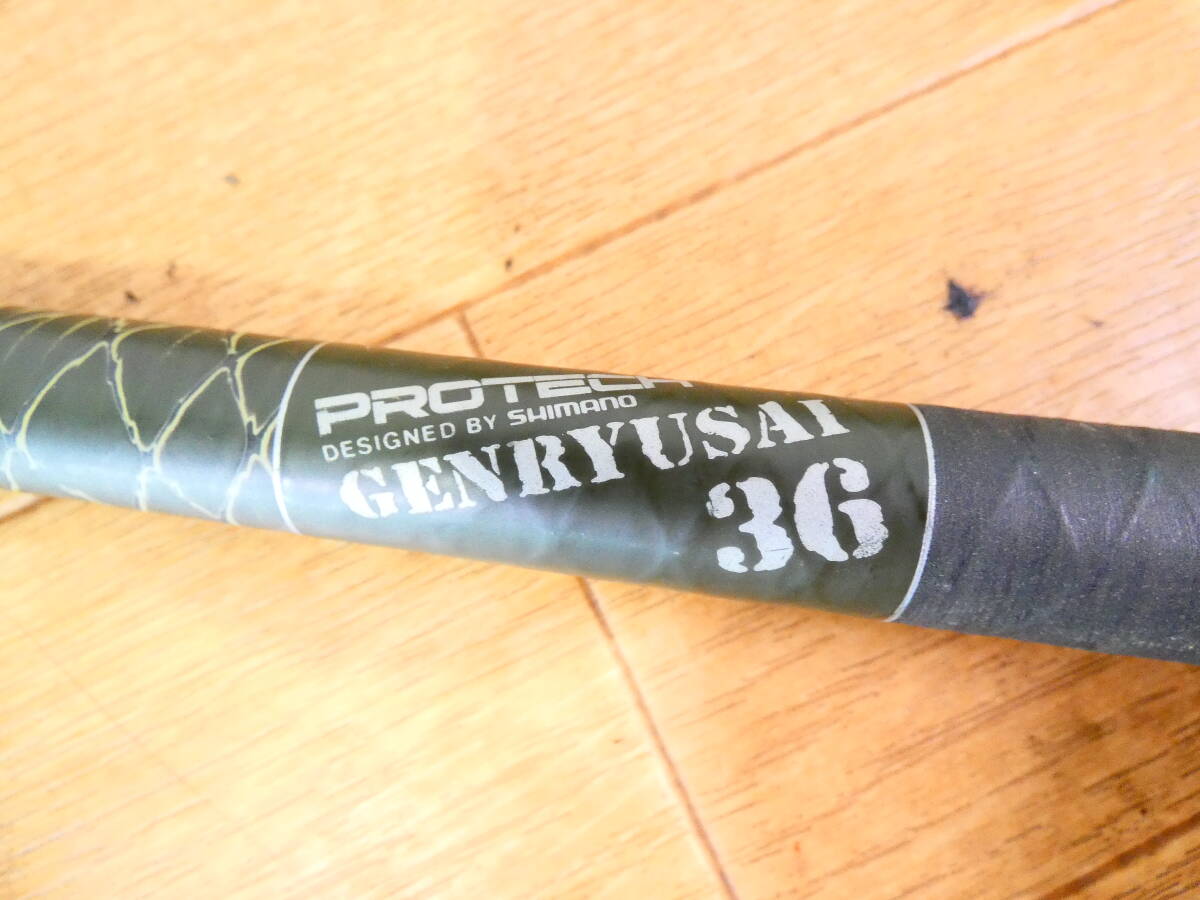 PROTECH
DESIGNED BY SHIMANO
GENRYUSAI
36